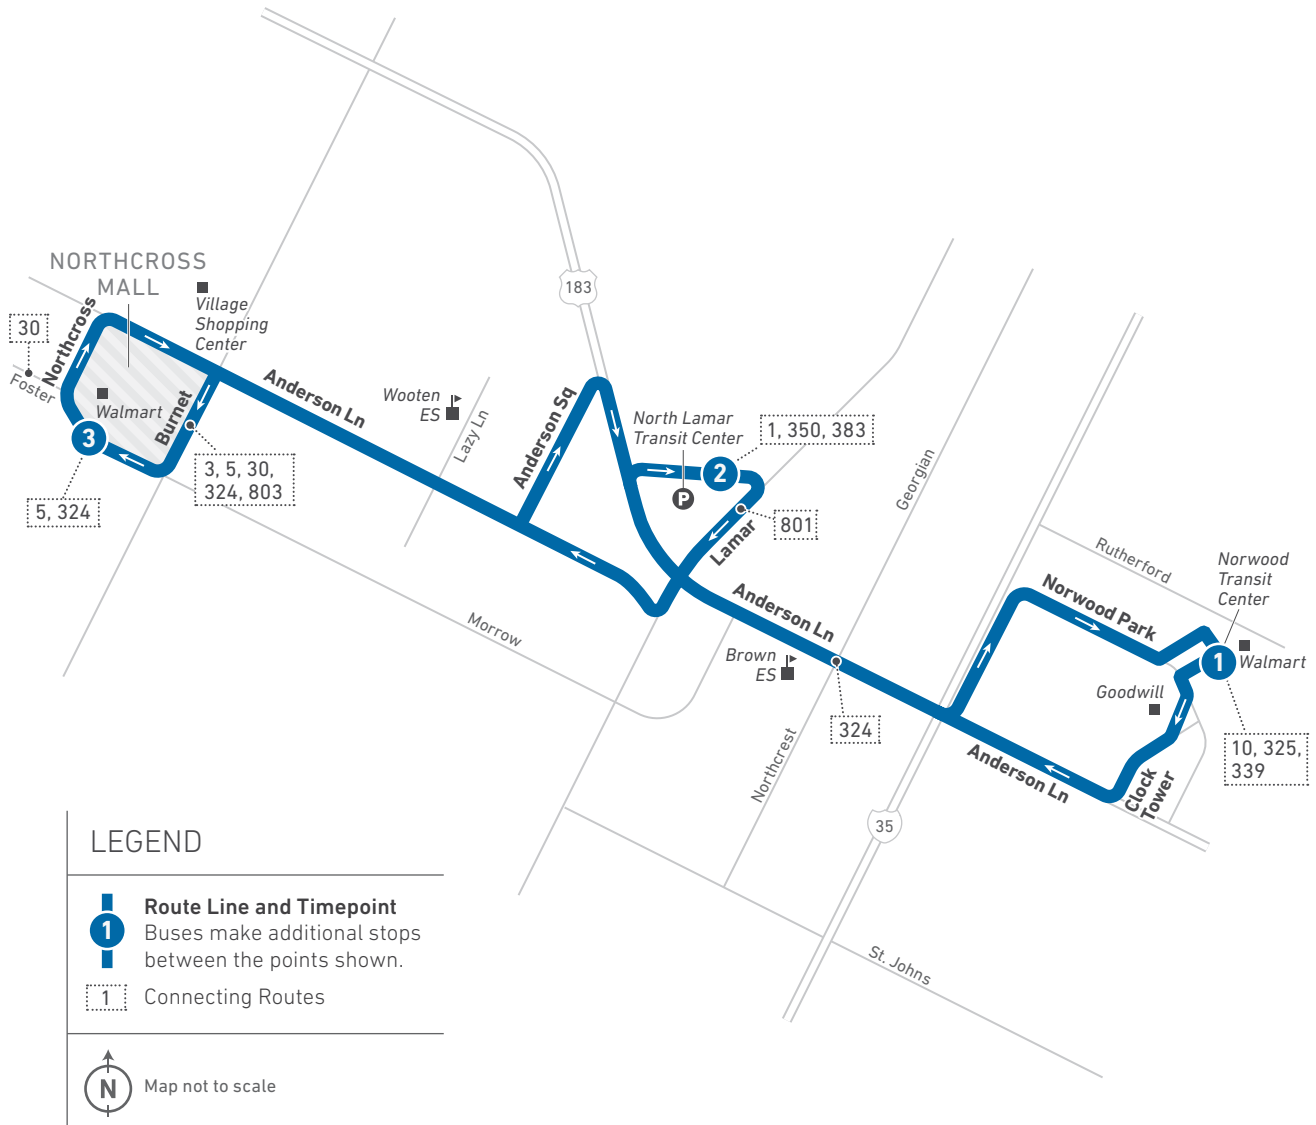 183
NORTHCROSS
MALL
Village
Shopping
Center
30
Northcross
Foster
Walmart
Burnet
3
5, 324
3, 5, 30,
324, 803
Anderson Ln
Wooten
ES
Lazy Ln
Anderson Sq
North Lamar
Transit Center
P
2
1, 350, 383
801
Lamar
Georgian
Anderson Ln
Morrow
Brown
ES
324
Northcrest
Rutherford
Norwood
Transit
Center
Norwood Park
1
Walmart
Goodwill
10, 325,
339
Anderson Ln
Clock
Tower
35
St. Johns
LEGEND
1
Route Line and Timepoint
Buses make additional stops
between the points shown.
1
Connecting Routes
N
Map not to scale